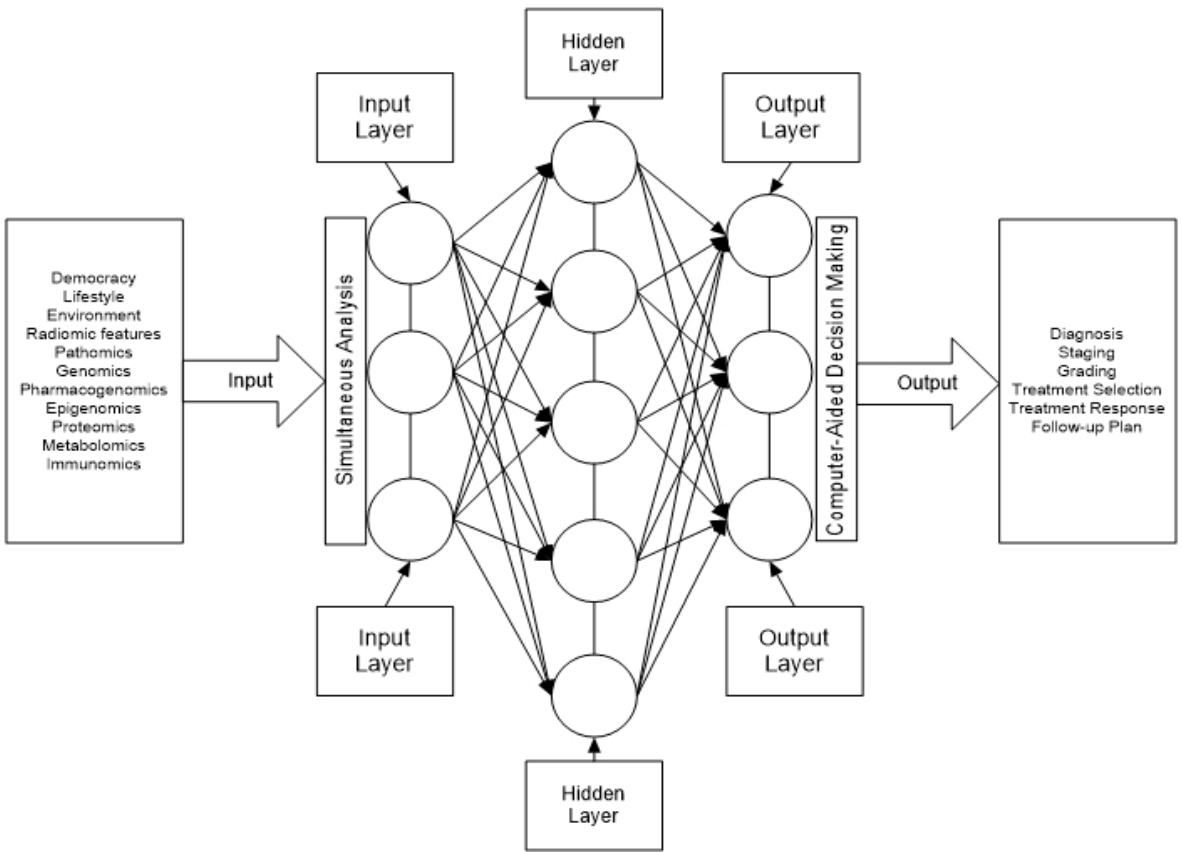 Hidden
Layer
Input
Layer
Output
Layer
Democracy
Lifestyle
Environment
Radiomic features
Pathomics
Genomics
Pharmacogenomics
Epigenomics
Proteomics
Metabolomics
Immunomics
Input
Simultaneous Analysis
Computer-Aided Decision Making
Output
Diagnosis
Staging
Grading
Treatment Selection
Treatment Response
Follow-up Plan
Input
Layer
Output
Layer
Hidden
Layer